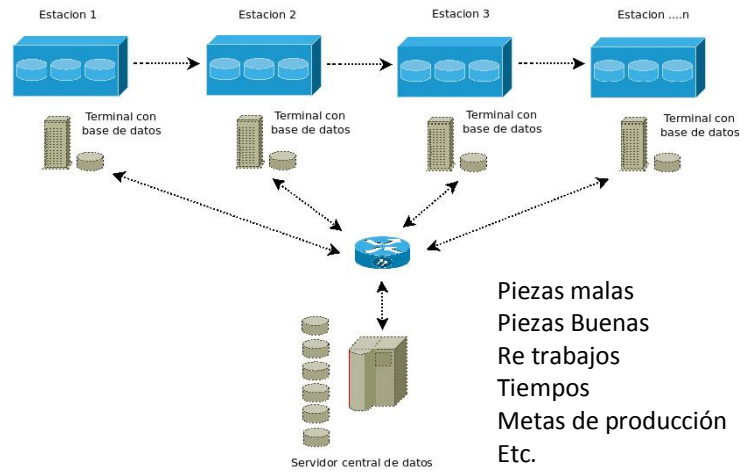 Estacion 1
Estacion 2
Estacion 3
Estacion ....n
Terminal con
base de datos
Terminal con
base de datos
Terminal con
base de datos
Terminal con
base de datos
Piezas malas
Piezas Buenas
Re trabajos
Tiempos
Metas de producción
Etc.
Servidor central de datos